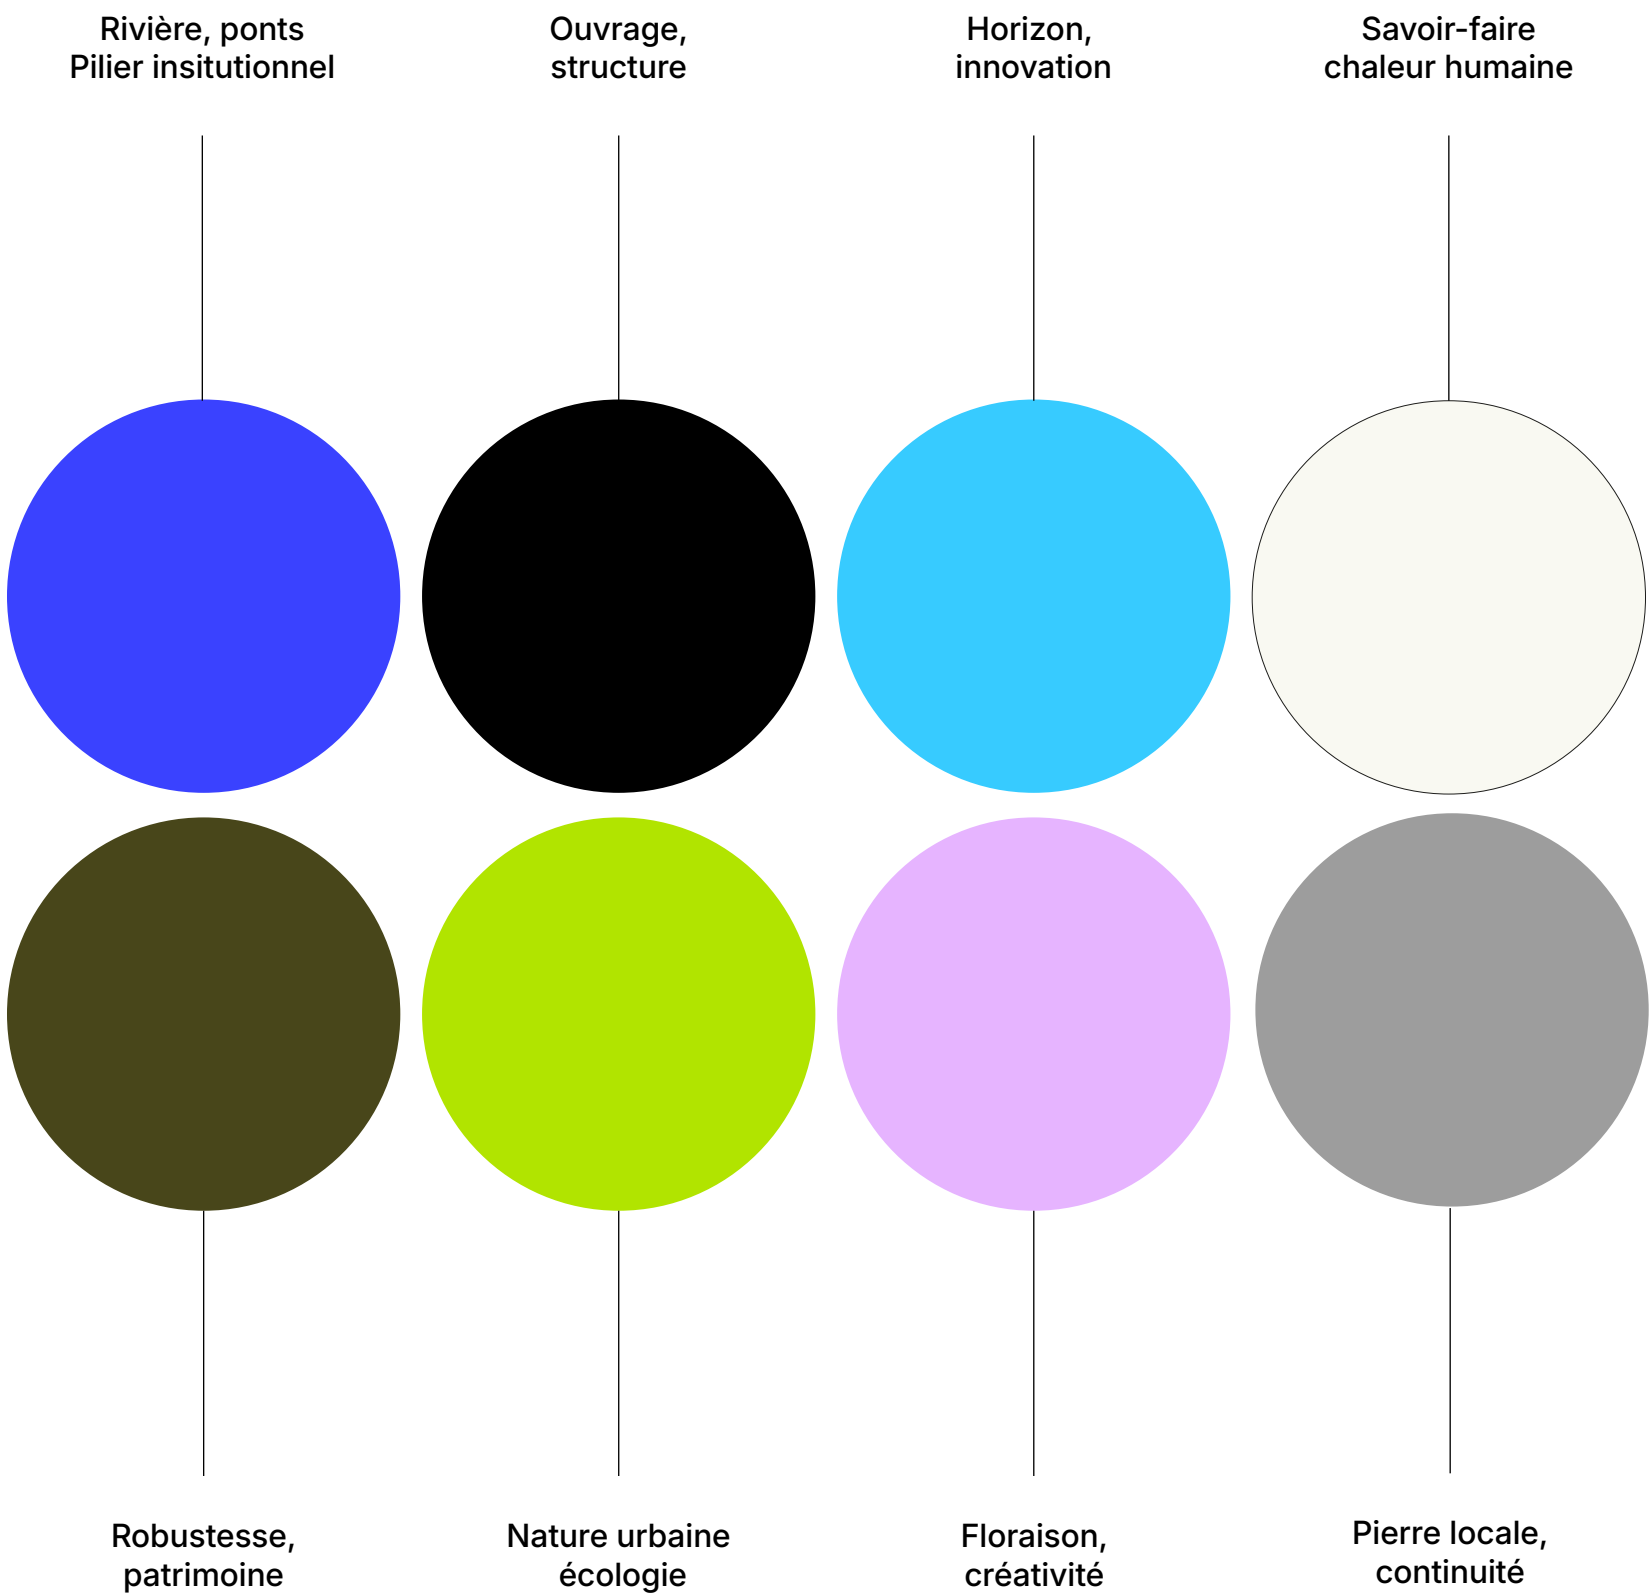 Rivière, ponts
Pilier insitutionnel
Ouvrage,
structure
Horizon,
innovation
Savoir-faire
chaleur humaine
Robustesse,
patrimoine
Nature urbaine
écologie
Floraison,
créativité
Pierre locale,
continuité